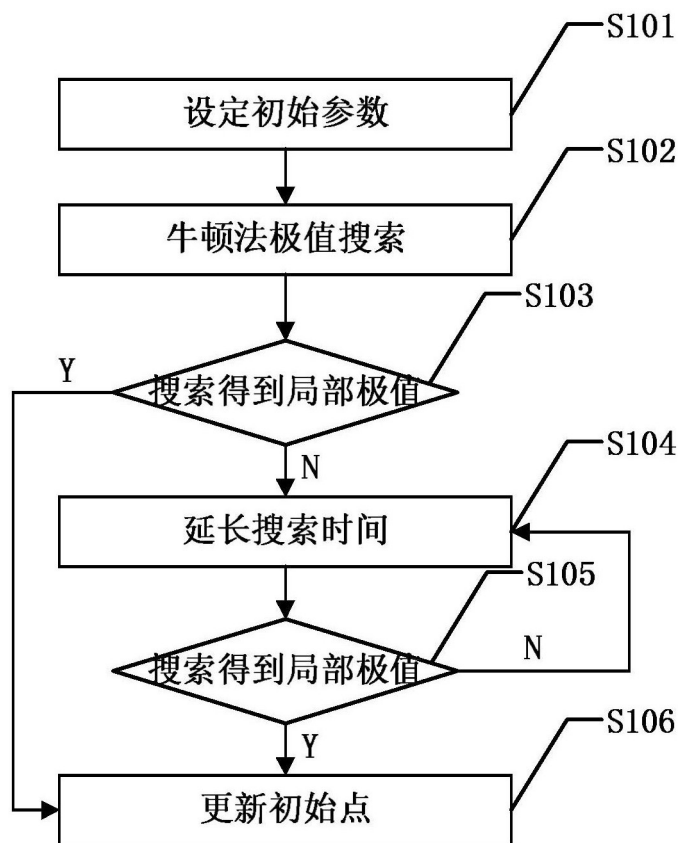 S101
设定初始参数
S102
牛顿法极值搜索
S103
Y
搜索得到局部极值
N
S104
延长搜索时间
S105
搜索得到局部极值
N
Y
S106
更新初始点